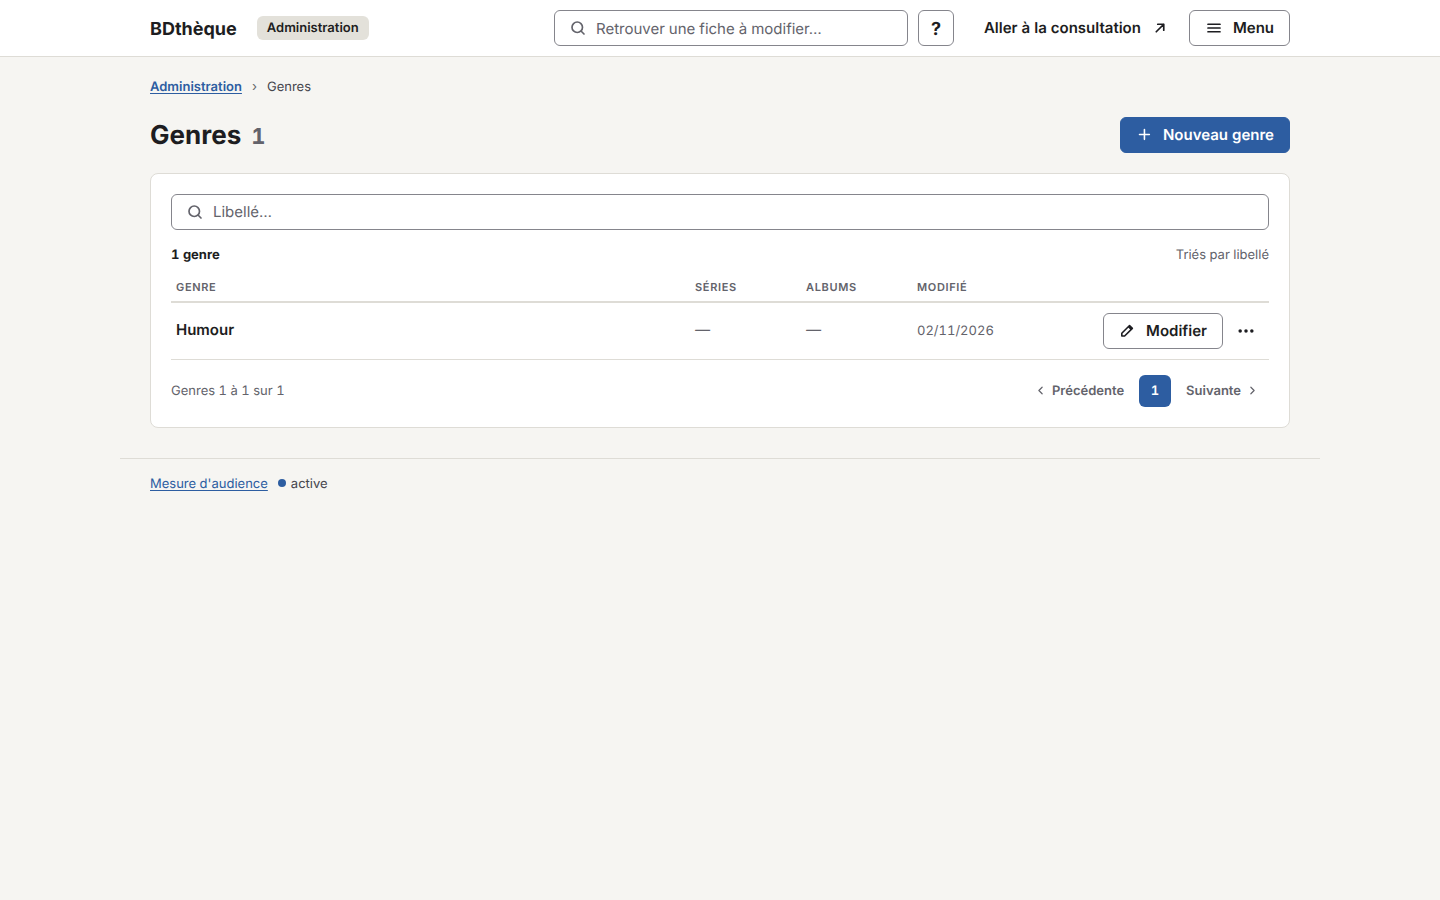 BDthèque Administration Retrouver une fiche à modifier... ? Aller à la consultation Menu
Administration › Genres
Genres 1 Nouveau genre
Libellé...
1 genre Triés par libellé
GENRE SÉRIES ALBUMS MODIFIÉ
Humour — — 02/11/2026 Modifier
Genres 1 à 1 sur 1 Précédente 1 Suivante
Mesure d'audience active